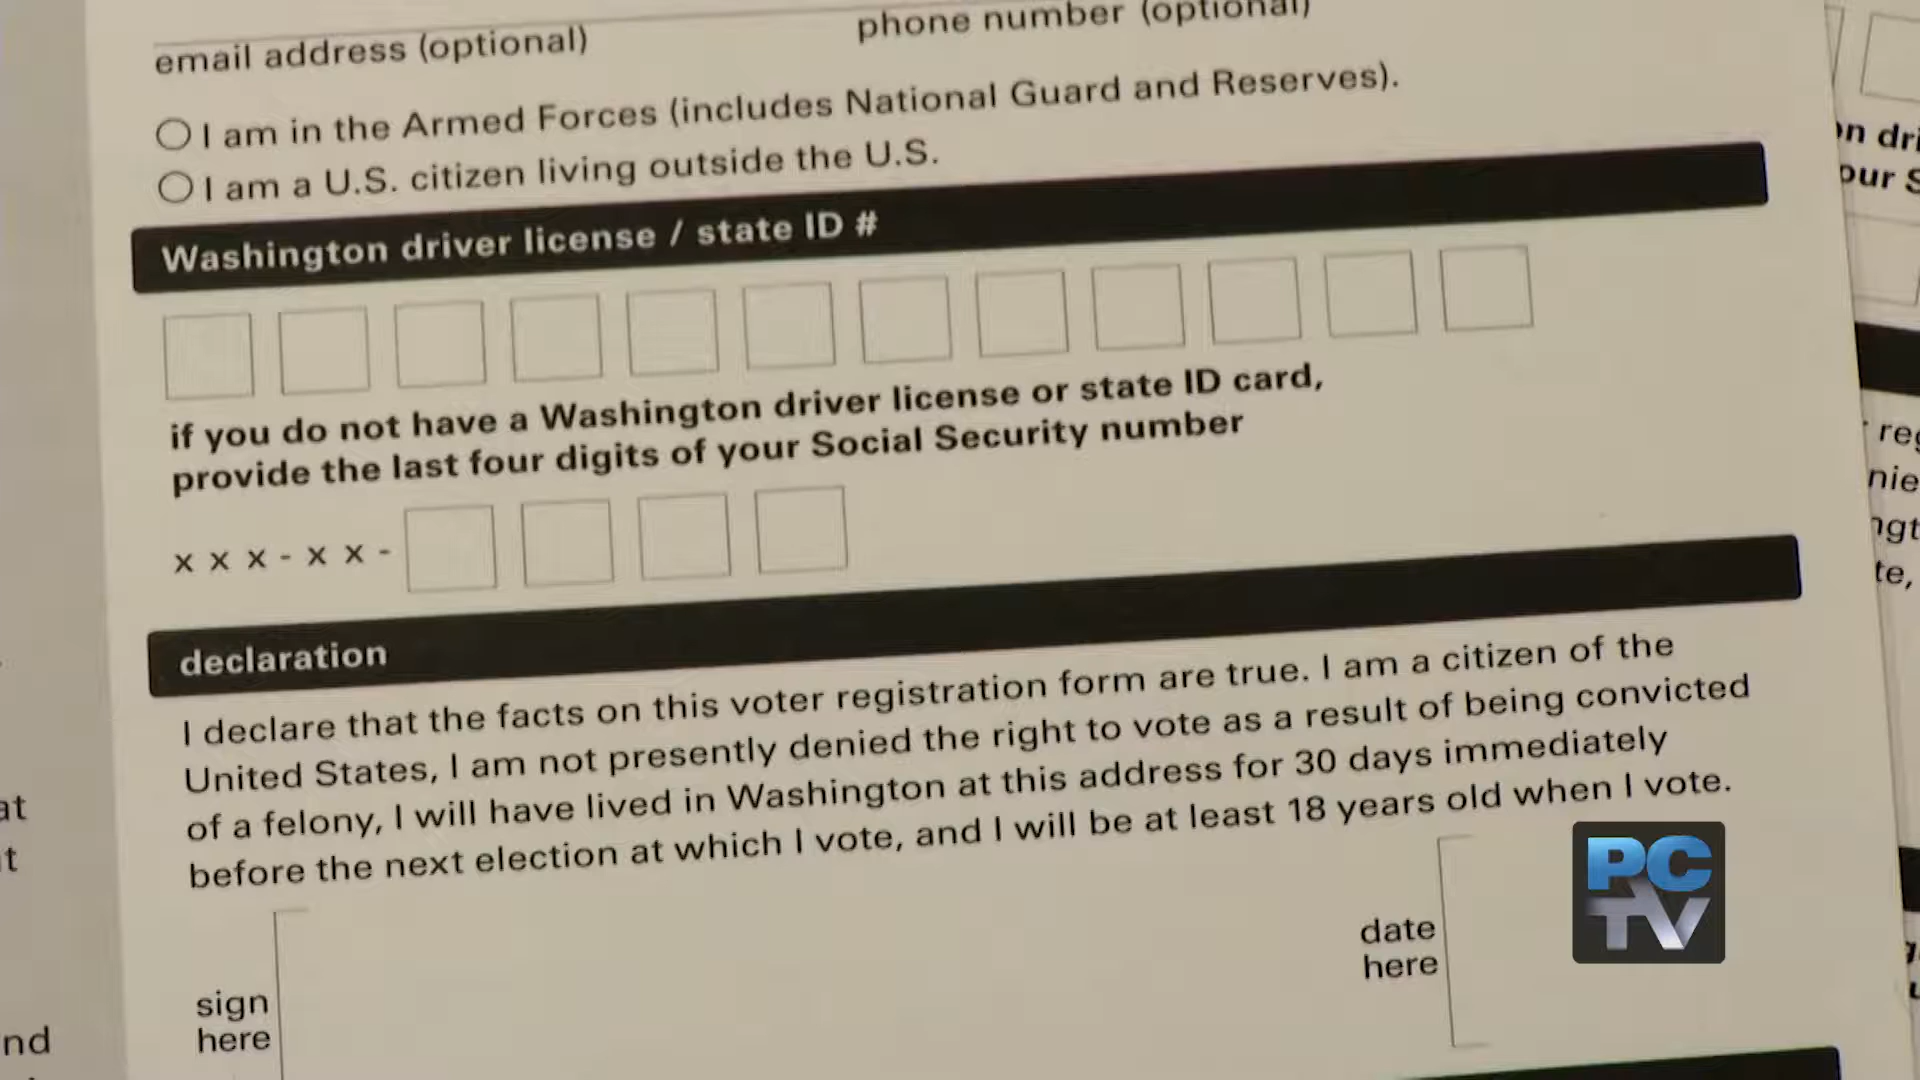 email address (optional)
phone number (optional)
I am in the Armed Forces (includes National Guard and Reserves).
I am a U.S. citizen living outside the U.S.
Washington driver license / state ID #
if you do not have a Washington driver license or state ID card,
provide the last four digits of your Social Security number
x x x - x x -
declaration
I declare that the facts on this voter registration form are true. I am a citizen of the
United States, I am not presently denied the right to vote as a result of being convicted
of a felony, I will have lived in Washington at this address for 30 days immediately
before the next election at which I vote, and I will be at least 18 years old when I vote.
sign
here
date
here
PC
TV